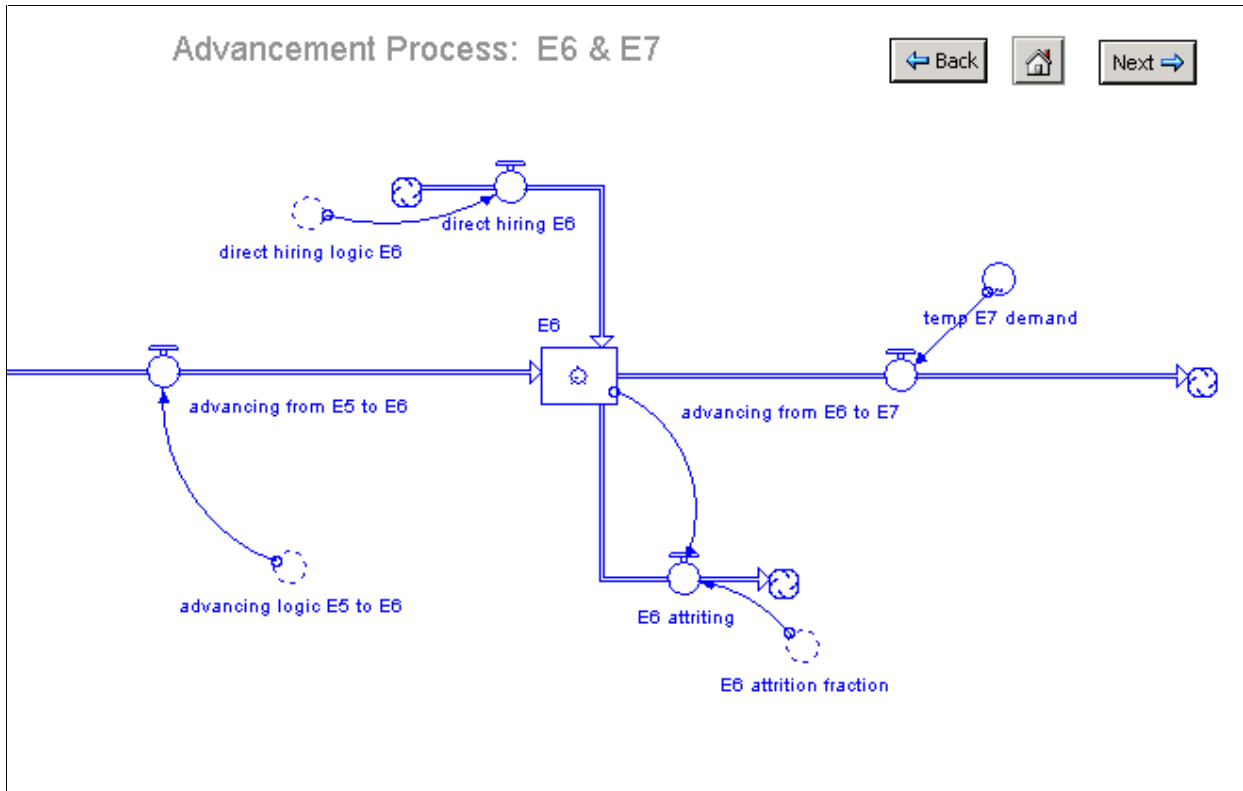 Advancement Process: E6 & E7
Back
Next
direct hiring E6
direct hiring logic E6
temp E7 demand
E6
advancing from E5 to E6
advancing from E6 to E7
advancing logic E5 to E6
E6 attriting
E6 attrition fraction